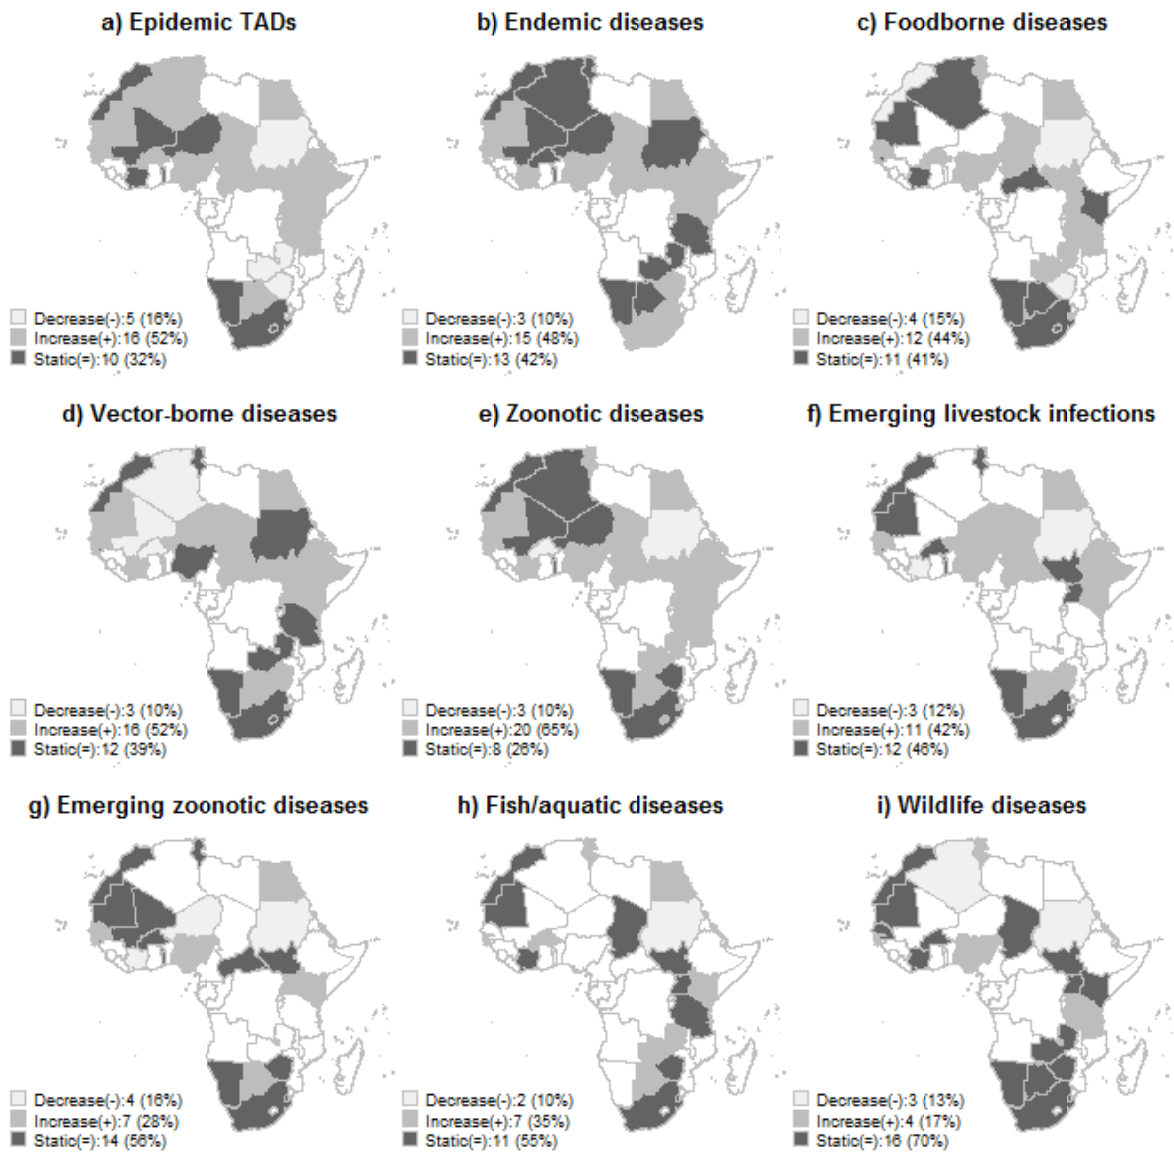 a) Epidemic TADs
b) Endemic diseases
c) Foodborne diseases
Decrease(-):5 (16%)
Increase(+):16 (52%)
Static(=):10 (32%)
Decrease(-):3 (10%)
Increase(+):15 (48%)
Static(=):13 (42%)
Decrease(-):4 (15%)
Increase(+):12 (44%)
Static(=):11 (41%)
d) Vector-borne diseases
e) Zoonotic diseases
f) Emerging livestock infections
Decrease(-):3 (10%)
Increase(+):16 (52%)
Static(=):12 (39%)
Decrease(-):3 (10%)
Increase(+):20 (65%)
Static(=):8 (26%)
Decrease(-):3 (12%)
Increase(+):11 (42%)
Static(=):12 (46%)
g) Emerging zoonotic diseases
h) Fish/aquatic diseases
i) Wildlife diseases
Decrease(-):4 (16%)
Increase(+):7 (28%)
Static(=):14 (56%)
Decrease(-):2 (10%)
Increase(+):7 (35%)
Static(=):11 (55%)
Decrease(-):3 (13%)
Increase(+):4 (17%)
Static(=):16 (70%)